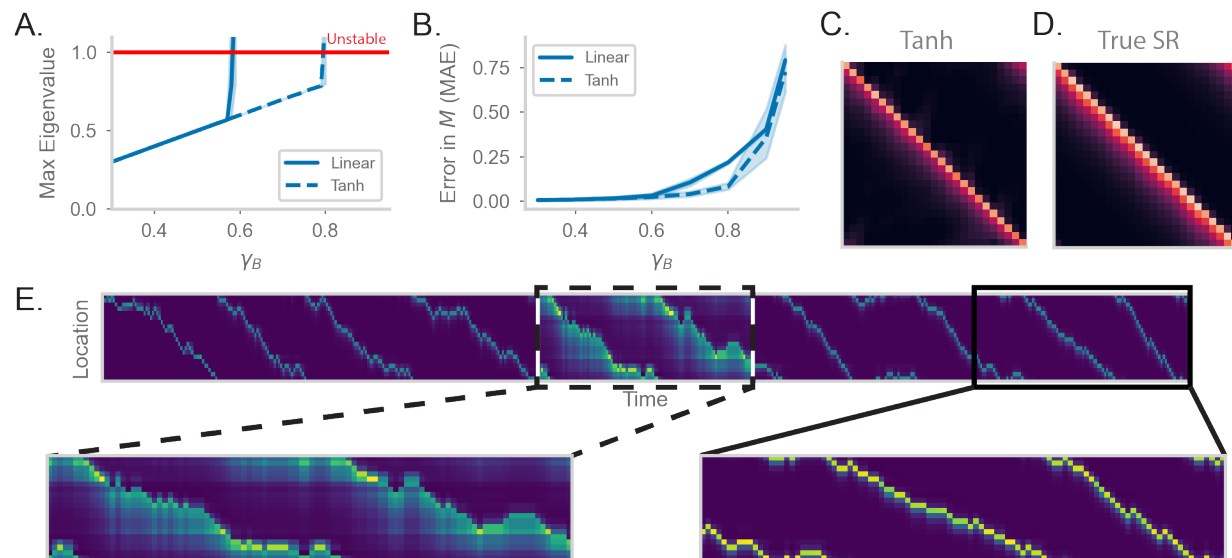 A.
Max Eigenvalue
1.0
0.5
0.0
Unstable
Linear
Tanh
0.4
0.6
0.8
γB
B.
Error in M (MAE)
0.75
0.50
0.25
0.00
Linear
Tanh
0.4
0.6
0.8
γB
C.
Tanh
D.
True SR
E.
Location
Time